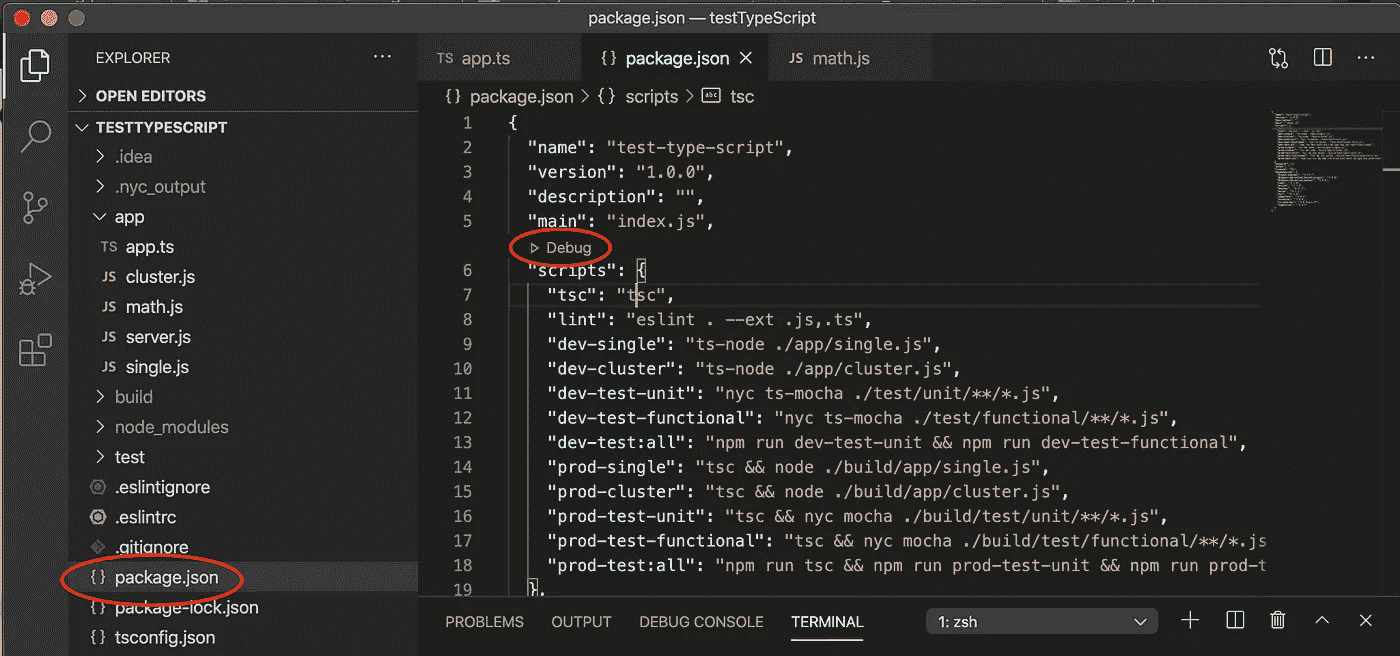 package.json — testTypeScript
EXPLORER
OPEN EDITORS
TESTTYPESCRIPT
.idea
.nyc_output
app
TS app.ts
JS cluster.js
JS math.js
JS server.js
JS single.js
build
node_modules
test
.eslintignore
.eslintrc
.gitignore
{} package.json
{} package-lock.json
{} tsconfig.json
TS app.ts {} package.json JS math.js
{} package.json > {} scripts > abc tsc
1 {
2 "name": "test-type-script",
3 "version": "1.0.0",
4 "description": "",
5 "main": "index.js",
Debug
6 "scripts": {
7 "tsc": "tsc",
8 "lint": "eslint . --ext .js,.ts",
9 "dev-single": "ts-node ./app/single.js",
10 "dev-cluster": "ts-node ./app/cluster.js",
11 "dev-test-unit": "nyc ts-mocha ./test/unit/**/*.js",
12 "dev-test-functional": "nyc ts-mocha ./test/functional/**/*.js",
13 "dev-test:all": "npm run dev-test-unit && npm run dev-test-functional",
14 "prod-single": "tsc && node ./build/app/single.js",
15 "prod-cluster": "tsc && node ./build/app/cluster.js",
16 "prod-test-unit": "tsc && nyc mocha ./build/test/unit/**/*.js",
17 "prod-test-functional": "tsc && nyc mocha ./build/test/functional/**/*.js
18 "prod-test:all": "npm run tsc && npm run prod-test-unit && npm run prod-t
19 },
PROBLEMS OUTPUT DEBUG CONSOLE TERMINAL 1: zsh